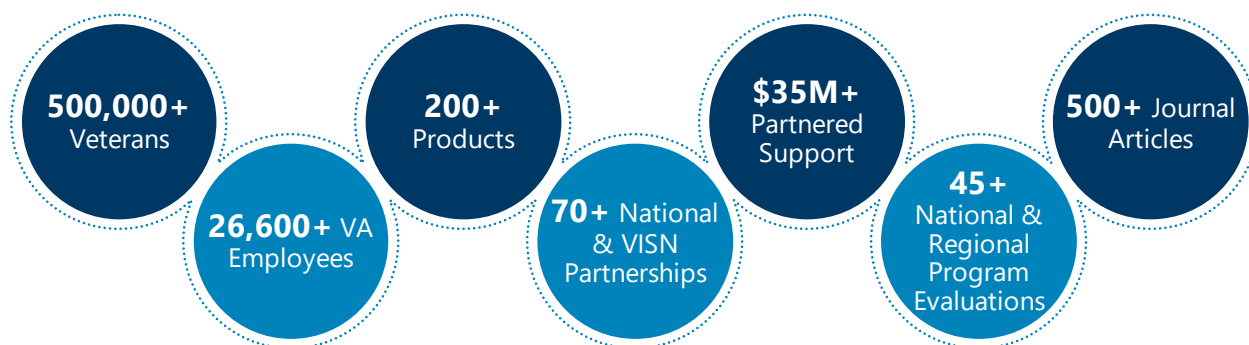 500,000+
Veterans
26,600+ VA
Employees
200+
Products
70+ National
& VISN
Partnerships
$35M+
Partnered
Support
45+
National &
Regional
Program
Evaluations
500+ Journal
Articles